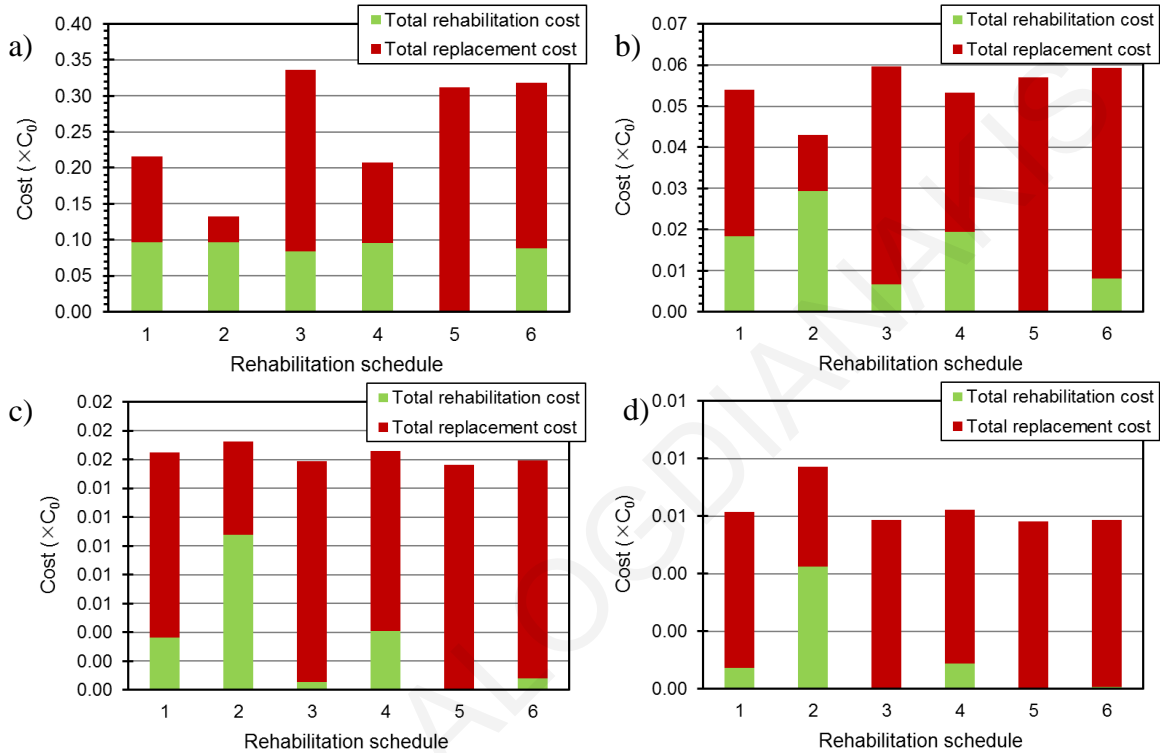 a)
Total rehabilitation cost
Total replacement cost
Cost (×C₀)
0.40
0.35
0.30
0.25
0.20
0.15
0.10
0.05
0.00
1 2 3 4 5 6
Rehabilitation schedule
b)
Total rehabilitation cost
Total replacement cost
Cost (×C₀)
0.07
0.06
0.05
0.04
0.03
0.02
0.01
0.00
1 2 3 4 5 6
Rehabilitation schedule
c)
Total rehabilitation cost
Total replacement cost
Cost (×C₀)
0.02
0.02
0.02
0.01
0.01
0.01
0.01
0.01
0.00
0.00
0.00
1 2 3 4 5 6
Rehabilitation schedule
d)
Total rehabilitation cost
Total replacement cost
Cost (×C₀)
0.01
0.01
0.01
0.00
0.00
0.00
1 2 3 4 5 6
Rehabilitation schedule
ALOGDIANAKIS